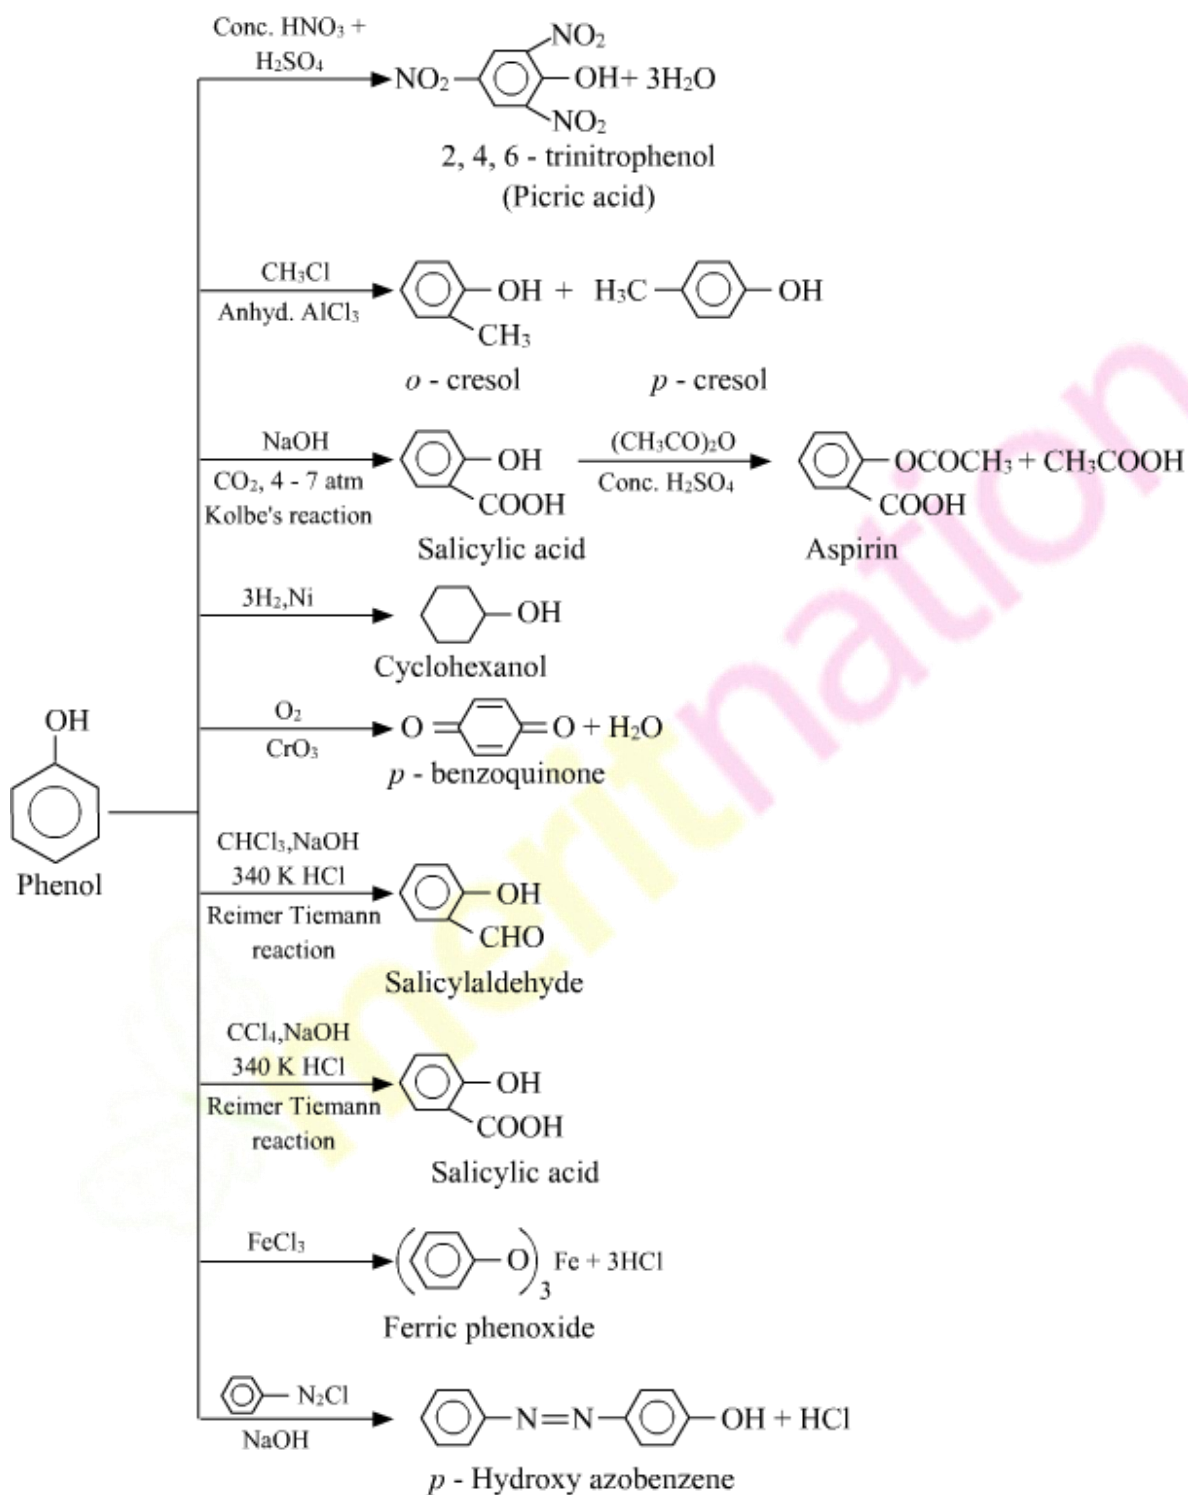 Conc. HNO₃ +
H₂SO₄
NO₂
NO₂ OH + 3H₂O
NO₂
2, 4, 6 - trinitrophenol
(Picric acid)
CH₃Cl
Anhyd. AlCl₃
OH + H₃C OH
CH₃
o - cresol p - cresol
NaOH
CO₂, 4 - 7 atm
Kolbe's reaction
OH
COOH
Salicylic acid
(CH₃CO)₂O
Conc. H₂SO₄
OCOCH₃ + CH₃COOH
COOH
Aspirin
3H₂,Ni
OH
Cyclohexanol
O₂
CrO₃
O O + H₂O
p - benzoquinone
OH
Phenol
CHCl₃,NaOH
340 K HCl
Reimer Tiemann
reaction
OH
CHO
Salicylaldehyde
CCl₄,NaOH
340 K HCl
Reimer Tiemann
reaction
OH
COOH
Salicylic acid
FeCl₃
( O)₃ Fe + 3HCl
Ferric phenoxide
N₂Cl
NaOH
N=N OH + HCl
p - Hydroxy azobenzene
meritnation